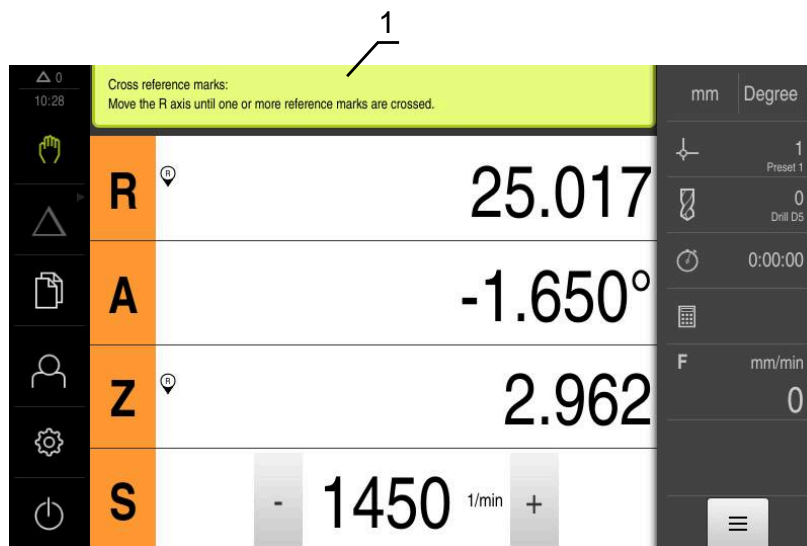 1
△ 0
10:28
Cross reference marks:
Move the R axis until one or more reference marks are crossed.
mm Degree
R R 25.017
1
Preset 1
0
Drill D5
A -1.650°
0:00:00
Z R 2.962
F mm/min
0
S - 1450 1/min +